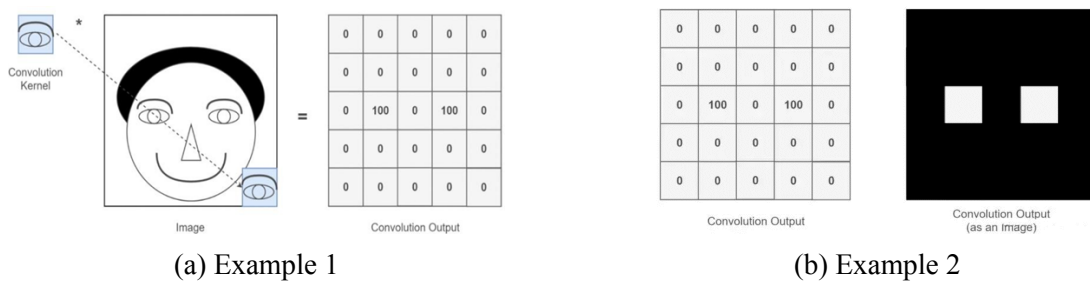 *
Convolution
Kernel
=
0 0 0 0 0
0 0 0 0 0
0 100 0 100 0
0 0 0 0 0
0 0 0 0 0
Image
Convolution Output
(a) Example 1
0 0 0 0 0
0 0 0 0 0
0 100 0 100 0
0 0 0 0 0
0 0 0 0 0
Convolution Output
Convolution Output
(as an image)
(b) Example 2